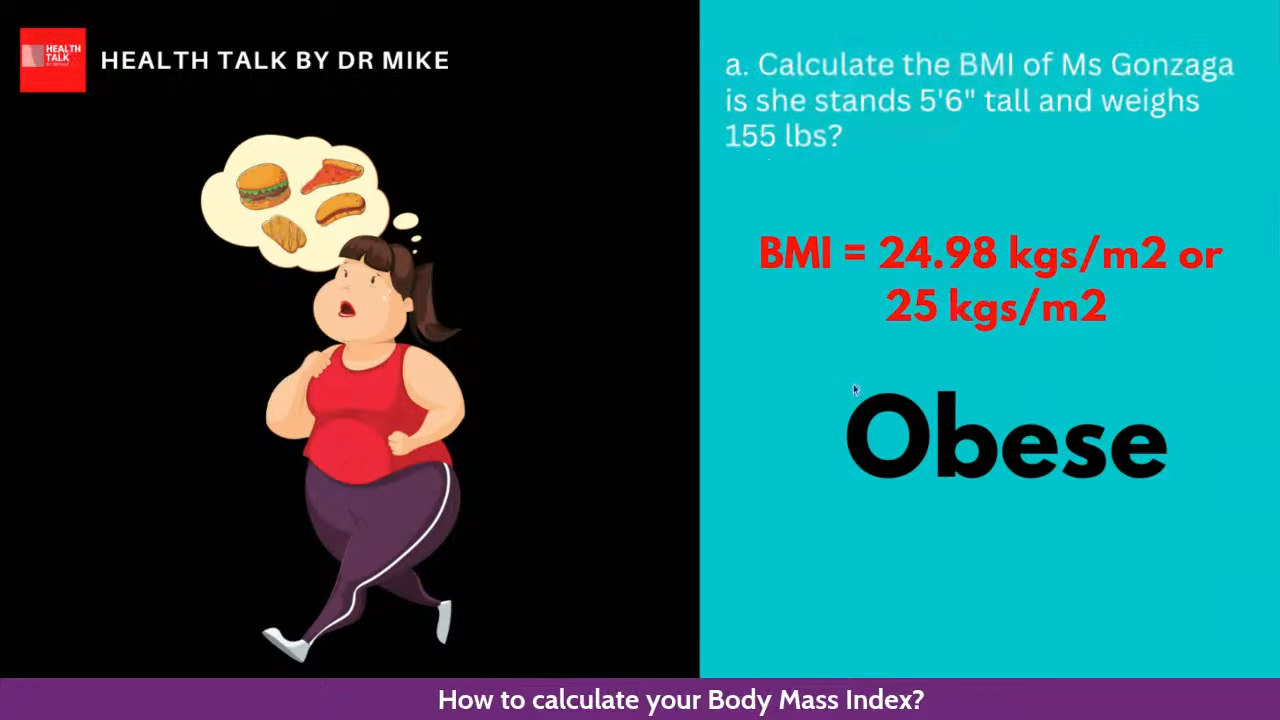 HEALTH
TALK
HEALTH TALK BY DR MIKE
a. Calculate the BMI of Ms Gonzaga
is she stands 5'6" tall and weighs
155 lbs?
BMI = 24.98 kgs/m2 or
25 kgs/m2
Obese
How to calculate your Body Mass Index?